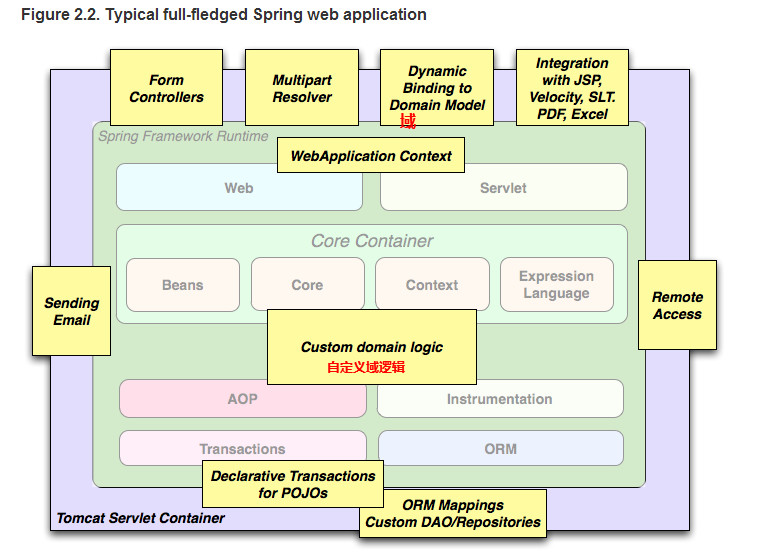 Figure 2.2. Typical full-fledged Spring web application
Form
Controllers
Multipart
Resolver
Dynamic
Binding to
Domain Model
域
Integration
with JSP,
Velocity, SLT.
PDF, Excel
Spring Framework Runtime
WebApplication Context
Web
Servlet
Core Container
Beans
Core
Context
Expression
Language
Sending
Email
Remote
Access
Custom domain logic
自定义域逻辑
AOP
Instrumentation
Transactions
ORM
Declarative Transactions
for POJOs
ORM Mappings
Custom DAO/Repositories
Tomcat Servlet Container